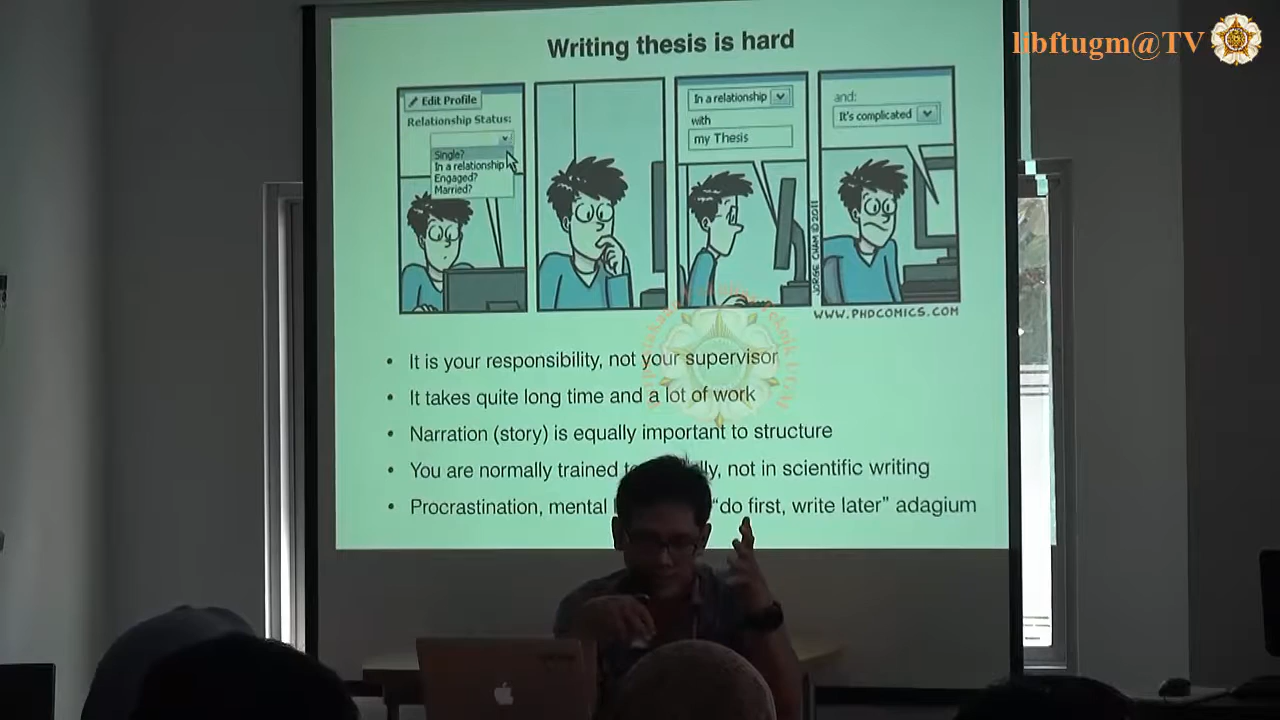 libftugm@TV
Writing thesis is hard
Edit Profile
Relationship Status:
Single?
In a relationship
Engaged?
Married?
In a relationship
with
my Thesis
and:
It's complicated
JORGE CHAM © 2011
WWW.PHDCOMICS.COM
• It is your responsibility, not your supervisor
• It takes quite long time and a lot of work
• Narration (story) is equally important to structure
• You are normally trained not in scientific writing
• Procrastination, mental "do first, write later" adagium